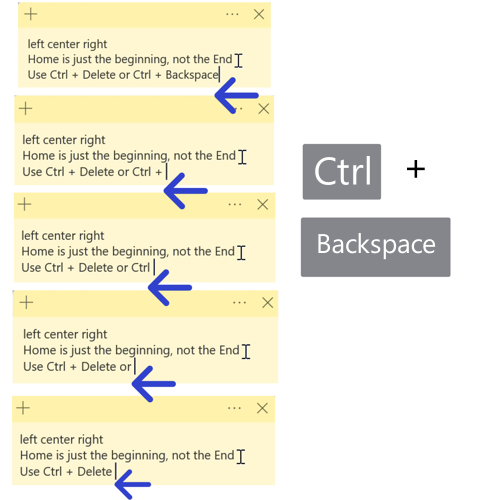 left center right
Home is just the beginning, not the End
Use Ctrl + Delete or Ctrl + Backspace
left center right
Home is just the beginning, not the End
Use Ctrl + Delete or Ctrl +
left center right
Home is just the beginning, not the End
Use Ctrl + Delete or Ctrl
left center right
Home is just the beginning, not the End
Use Ctrl + Delete or
left center right
Home is just the beginning, not the End
Use Ctrl + Delete
Ctrl +
Backspace